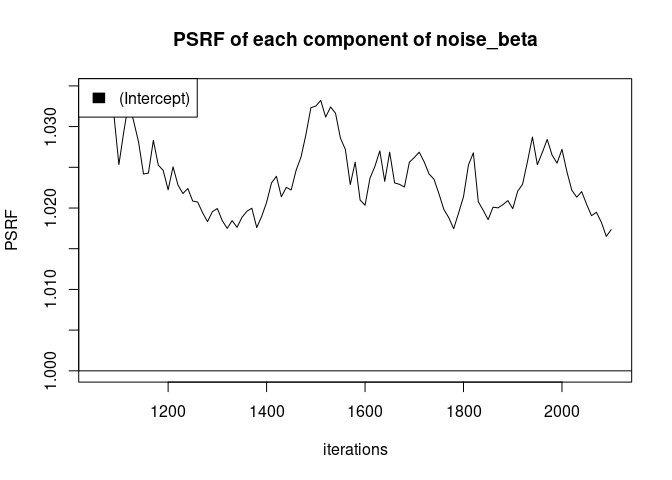 PSRF of each component of noise_beta
(Intercept)
PSRF
1.030
1.020
1.010
1.000
1200 1400 1600 1800 2000
iterations